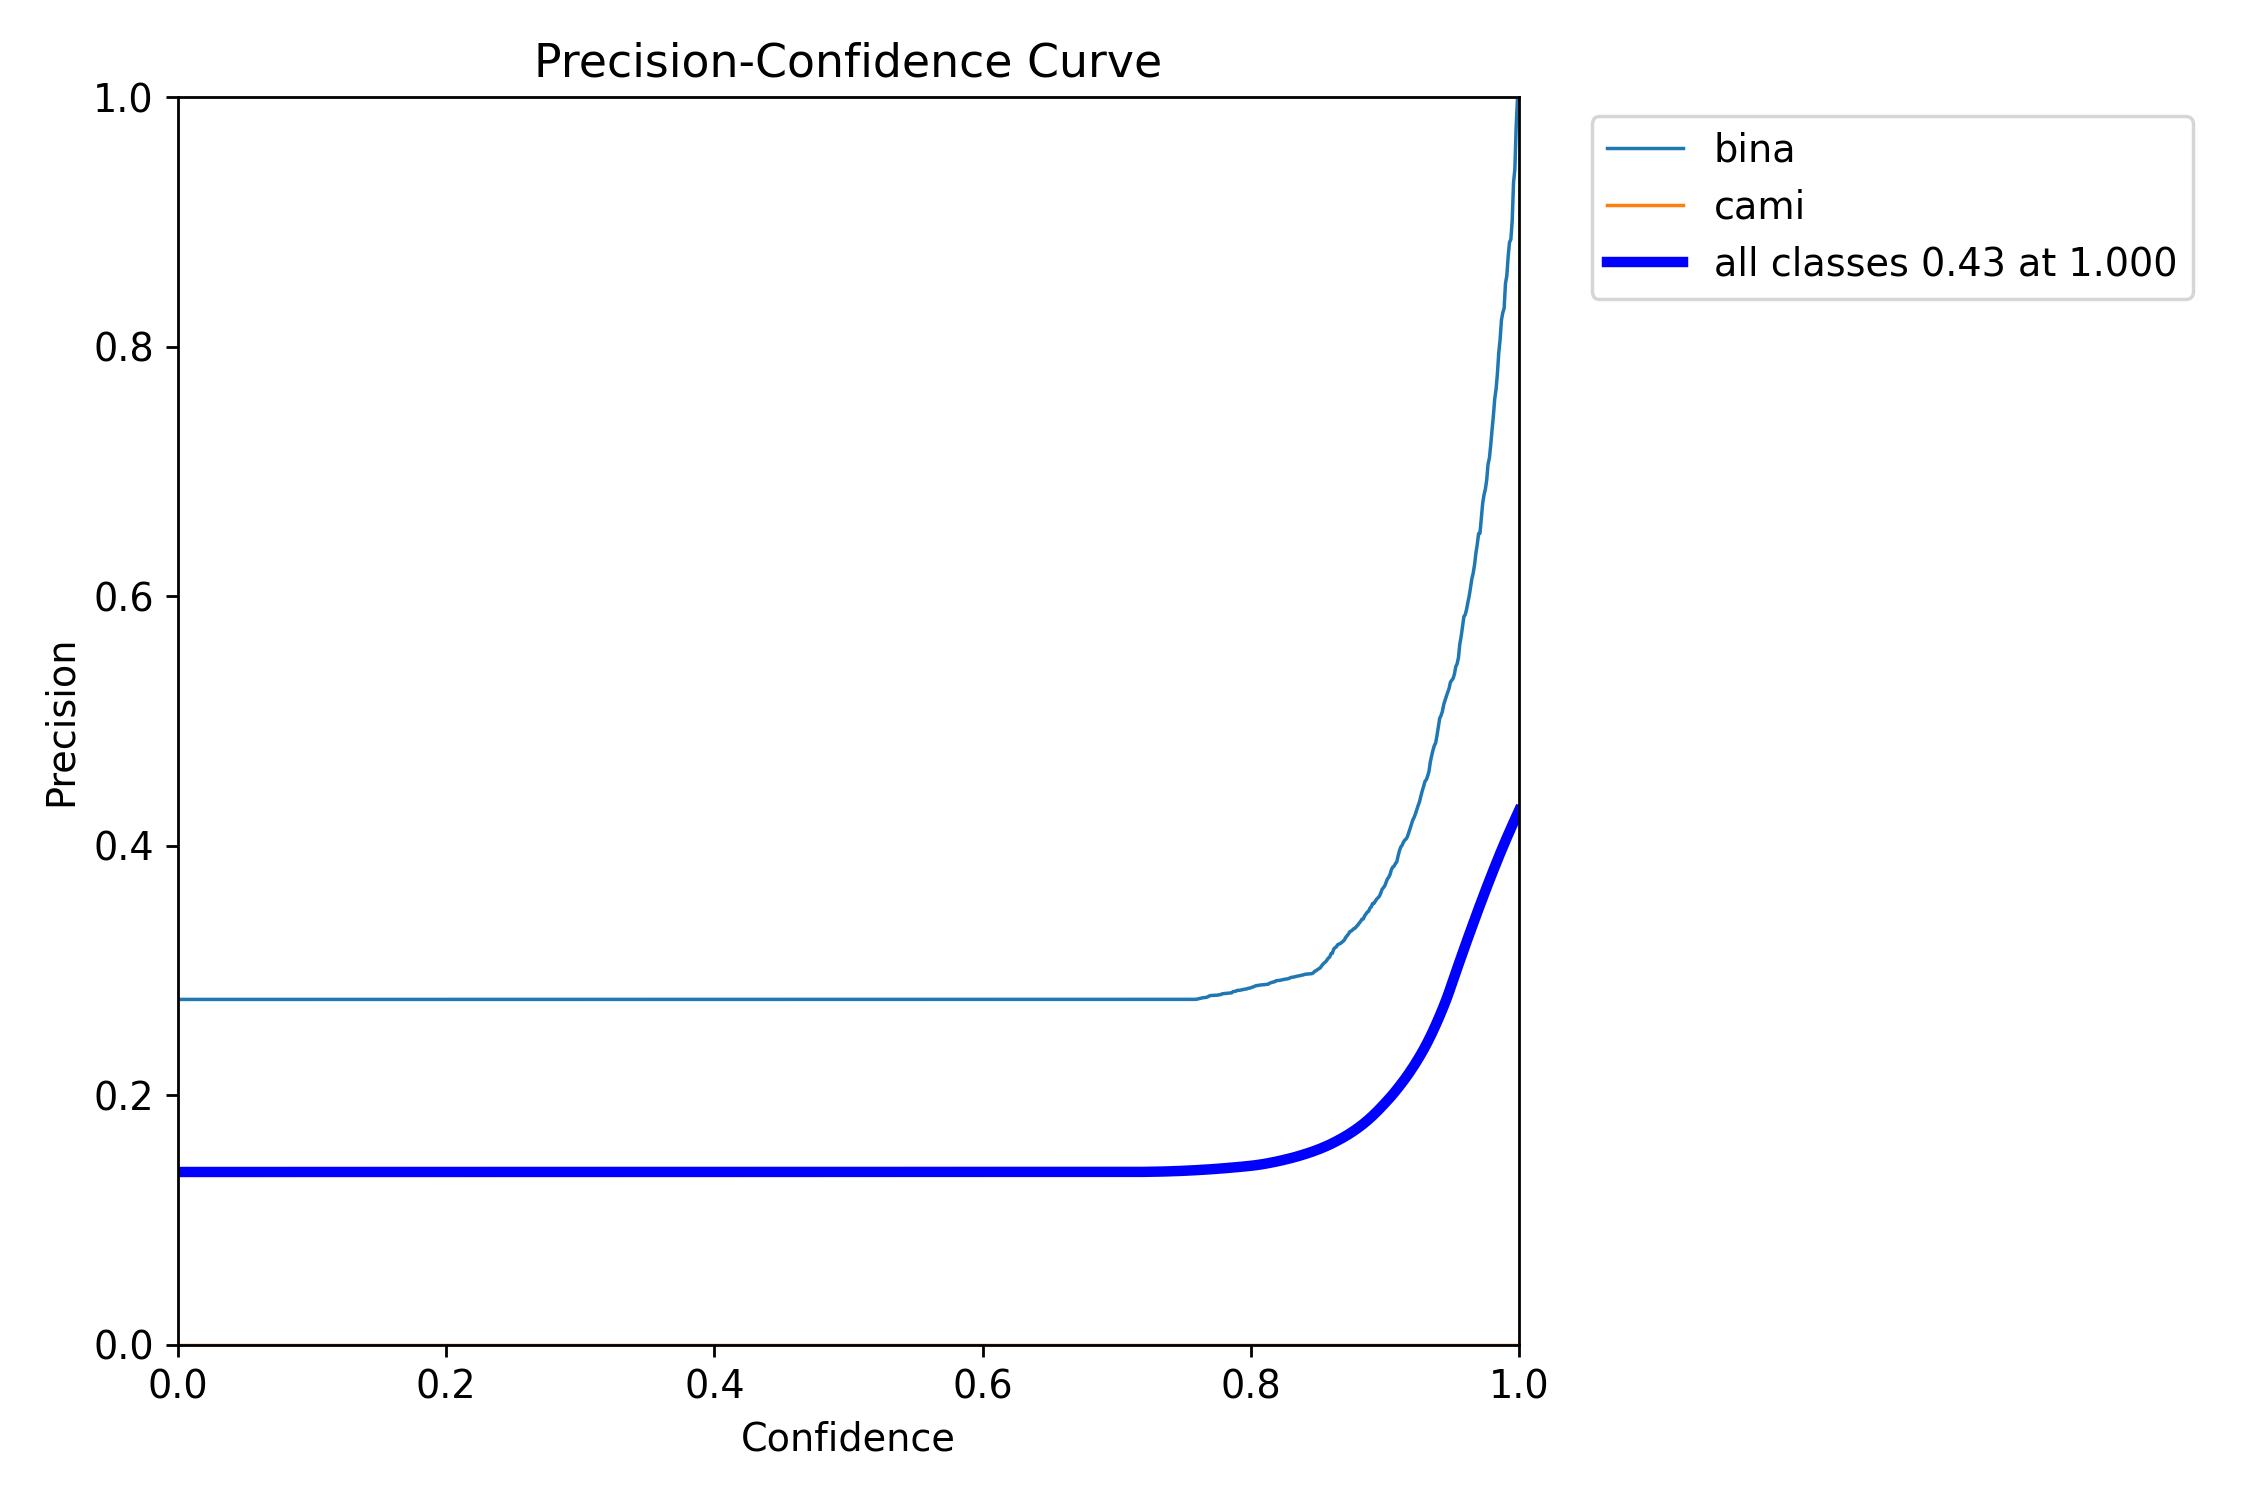 Precision-Confidence Curve
1.0
0.8
0.6
0.4
0.2
0.0
Precision
0.0 0.2 0.4 0.6 0.8 1.0
Confidence
bina
cami
all classes 0.43 at 1.000